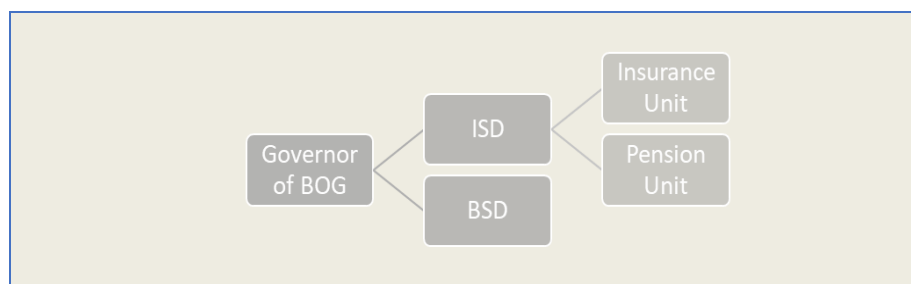 Governor
of BOG
ISD
BSD
Insurance
Unit
Pension
Unit